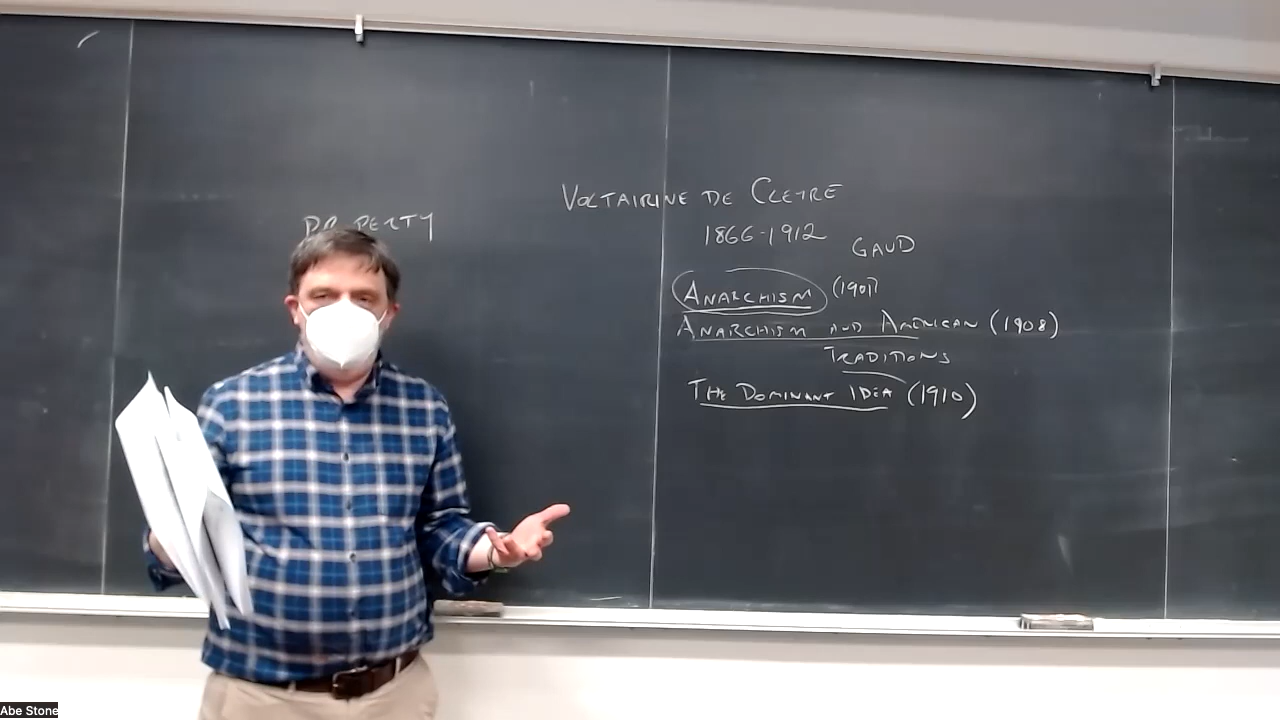 PROPERTY
VOLTAIRINE DE CLEYRE
1866-1912
GAUD
ANARCHISM (1901)
ANARCHISM AND AMERICAN (1908)
TRADITIONS
THE DOMINANT IDEA (1910)
Abe Stone